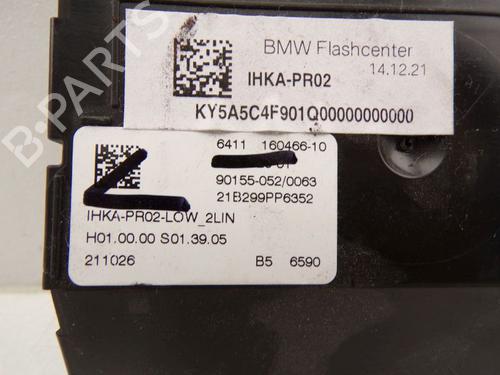 BMW Flashcenter
14.12.21
IHKA-PR02
KY5A5C4F901Q00000000000
6411 160466-10
90155-052/0063
21B299PP6352
IHKA-PR02-LOW_2LIN
H01.00.00 S01.39.05
211026 B5 6590
B-PARTS